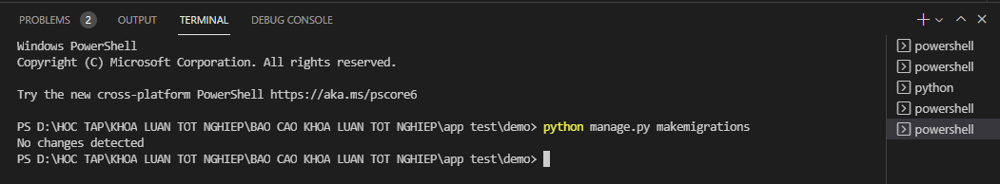 PROBLEMS 2 OUTPUT TERMINAL DEBUG CONSOLE
Windows PowerShell
Copyright (C) Microsoft Corporation. All rights reserved.
Try the new cross-platform PowerShell https://aka.ms/pscore6
PS D:\HOC TAP\KHOA LUAN TOT NGHIEP\BAO CAO KHOA LUAN TOT NGHIEP\app test\demo> python manage.py makemigrations
No changes detected
PS D:\HOC TAP\KHOA LUAN TOT NGHIEP\BAO CAO KHOA LUAN TOT NGHIEP\app test\demo>
powershell
powershell
python
powershell
powershell